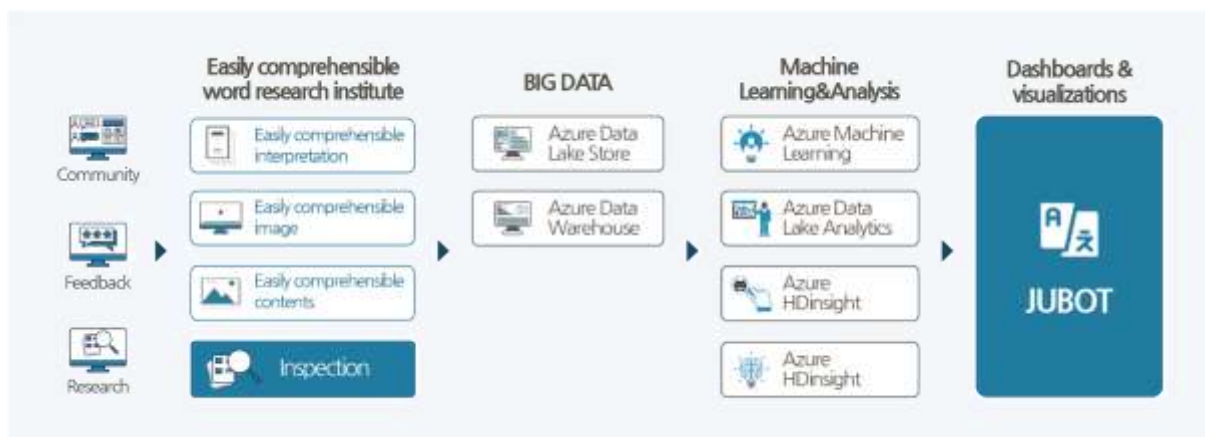 Easily comprehensible
word research institute
BIG DATA
Machine
Learning&Analysis
Dashboards &
visualizations
Community
Feedback
Research
Easily comprehensible
interpretation
Easily comprehensible
image
Easily comprehensible
contents
Inspection
Azure Data
Lake Store
Azure Data
Warehouse
Azure Machine
Learning
Azure Data
Lake Analytics
Azure
HDinsight
Azure
HDinsight
JUBOT